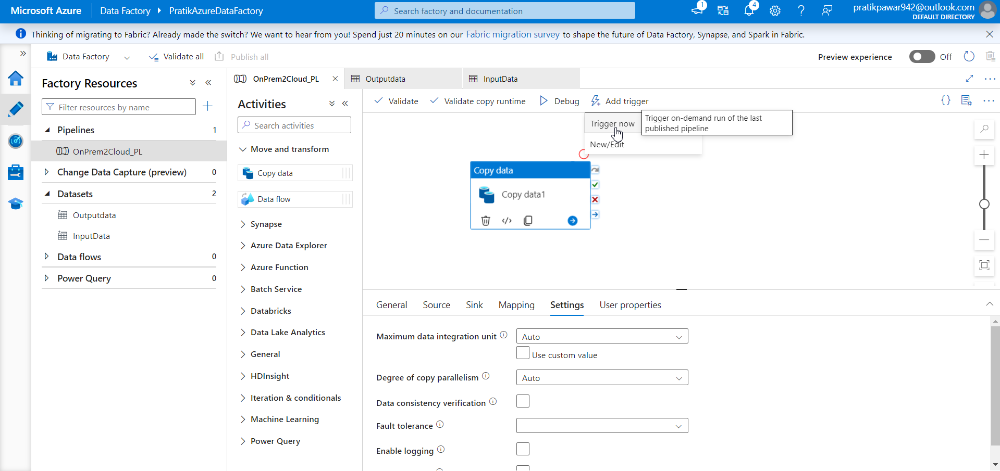 Microsoft Azure
Data Factory
PratikAzureDataFactory
Search factory and documentation
1
4
pratikpawar942@outlook.com
DEFAULT DIRECTORY
Thinking of migrating to Fabric? Already made the switch? We want to hear from you! Spend just 20 minutes on our Fabric migration survey to shape the future of Data Factory, Synapse, and Spark in Fabric.
Data Factory
Validate all
Publish all
Preview experience
Off
Factory Resources
Filter resources by name
Pipelines 1
OnPrem2Cloud_PL
Change Data Capture (preview) 0
Datasets 2
Outputdata
InputData
Data flows 0
Power Query 0
OnPrem2Cloud_PL
Outputdata
InputData
Activities
Search activities
Move and transform
Copy data
Data flow
Synapse
Azure Data Explorer
Azure Function
Batch Service
Databricks
Data Lake Analytics
General
HDInsight
Iteration & conditionals
Machine Learning
Power Query
Validate
Validate copy runtime
Debug
Add trigger
Trigger now
New/Edit
Trigger on-demand run of the last
published pipeline
Copy data
Copy data1
General
Source
Sink
Mapping
Settings
User properties
Maximum data integration unit
Auto
Use custom value
Degree of copy parallelism
Auto
Data consistency verification
Fault tolerance
Enable logging